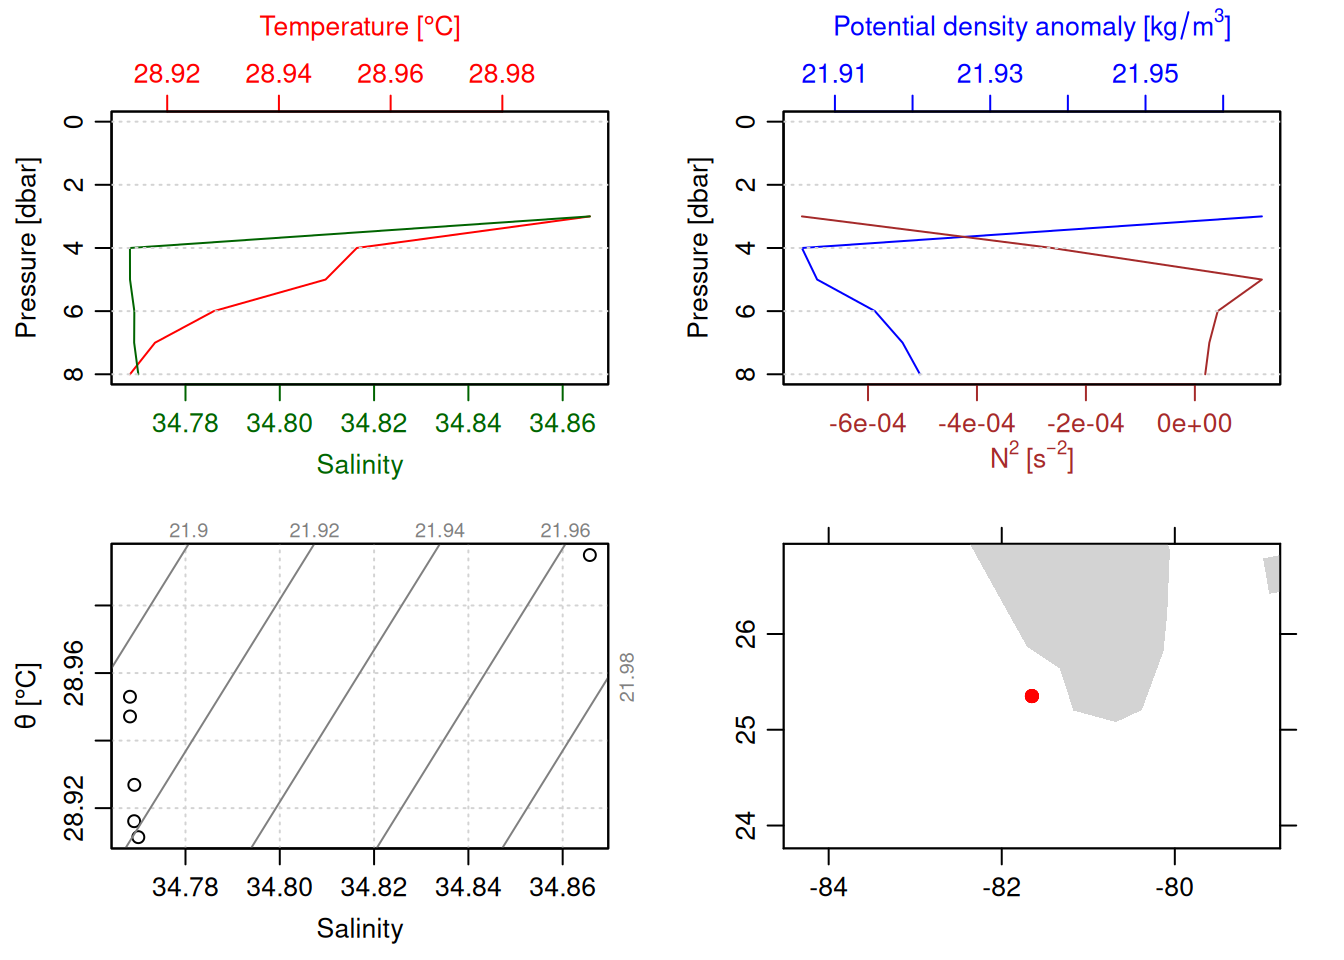 Temperature [°C]
28.92 28.94 28.96 28.98
0
2
4
6
8
Pressure [dbar]
34.78 34.80 34.82 34.84 34.86
Salinity
Potential density anomaly [kg/m³]
21.91 21.93 21.95
0
2
4
6
8
Pressure [dbar]
-6e-04 -4e-04 -2e-04 0e+00
N² [s⁻²]
21.9 21.92 21.94 21.96
21.98
28.96
28.92
θ [°C]
34.78 34.80 34.82 34.84 34.86
Salinity
26
25
24
-84 -82 -80